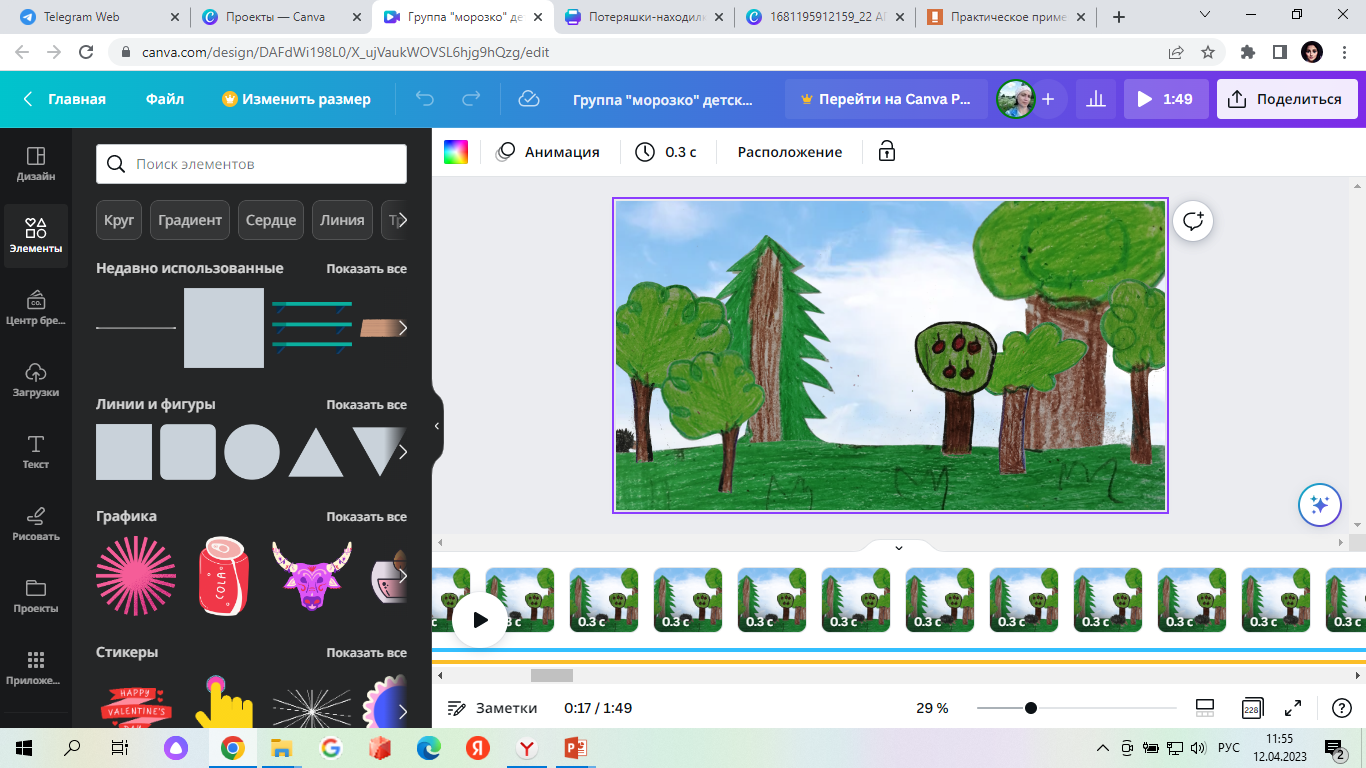 Telegram Web
Проекты — Canva
Группа "морозко" де
Потеряшки-находил
1681195912159_22 АП
Практическое приме
canva.com/design/DAFdWi198L0/X_ujVaukWOVSL6hjg9hQzg/edit
Главная
Файл
Изменить размер
Группа "морозко" детск...
Перейти на Canva P...
1:49
Поделиться
Дизайн
Элементы
Центр бре...
Загрузки
Текст
Рисовать
Проекты
Приложе...
Поиск элементов
Круг
Градиент
Сердце
Линия
Недавно использованные
Показать все
Линии и фигуры
Показать все
Графика
Показать все
COLA
Стикеры
Показать все
HAPPY
VALENTINE'S
DAY
Анимация
0.3 с
Расположение
0.3 с
0.3 с
0.3 с
0.3 с
0.3 с
0.3 с
0.3 с
0.3 с
0.3 с
0.3 с
Заметки
0:17 / 1:49
29 %
228
РУС
11:55
12.04.2023
2